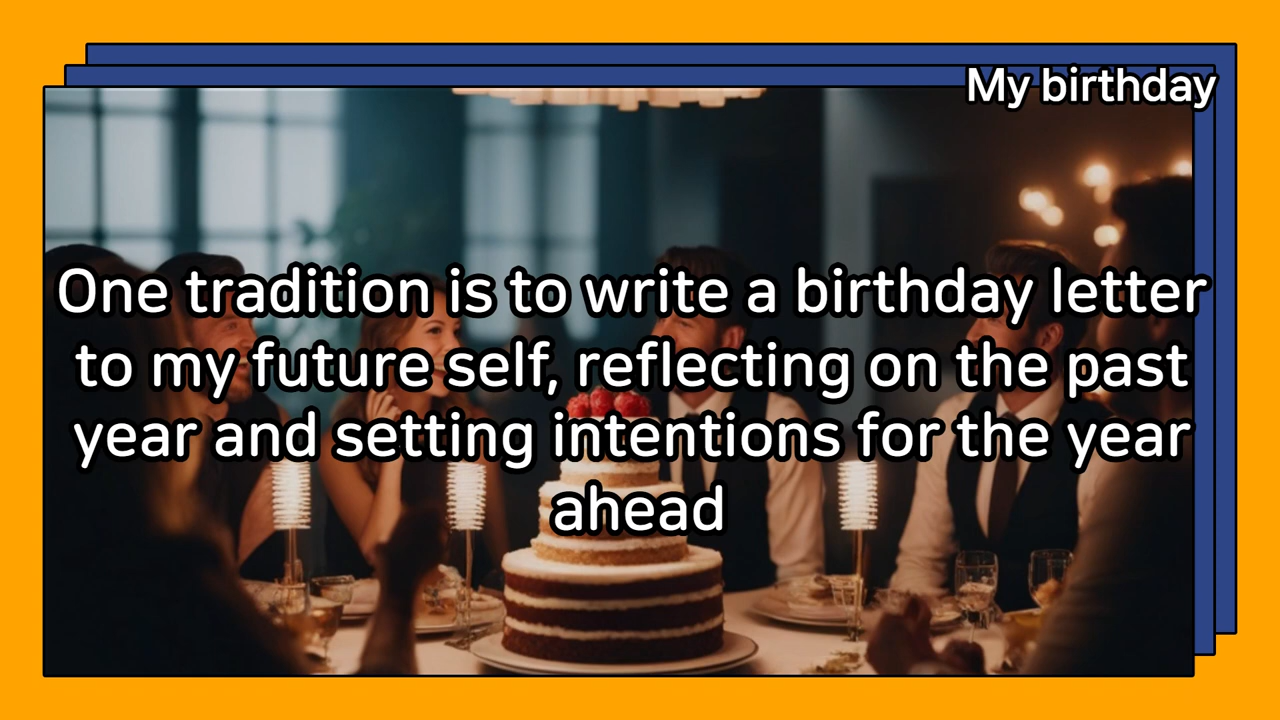 My birthday
One tradition is to write a birthday letter
to my future self, reflecting on the past
year and setting intentions for the year
ahead